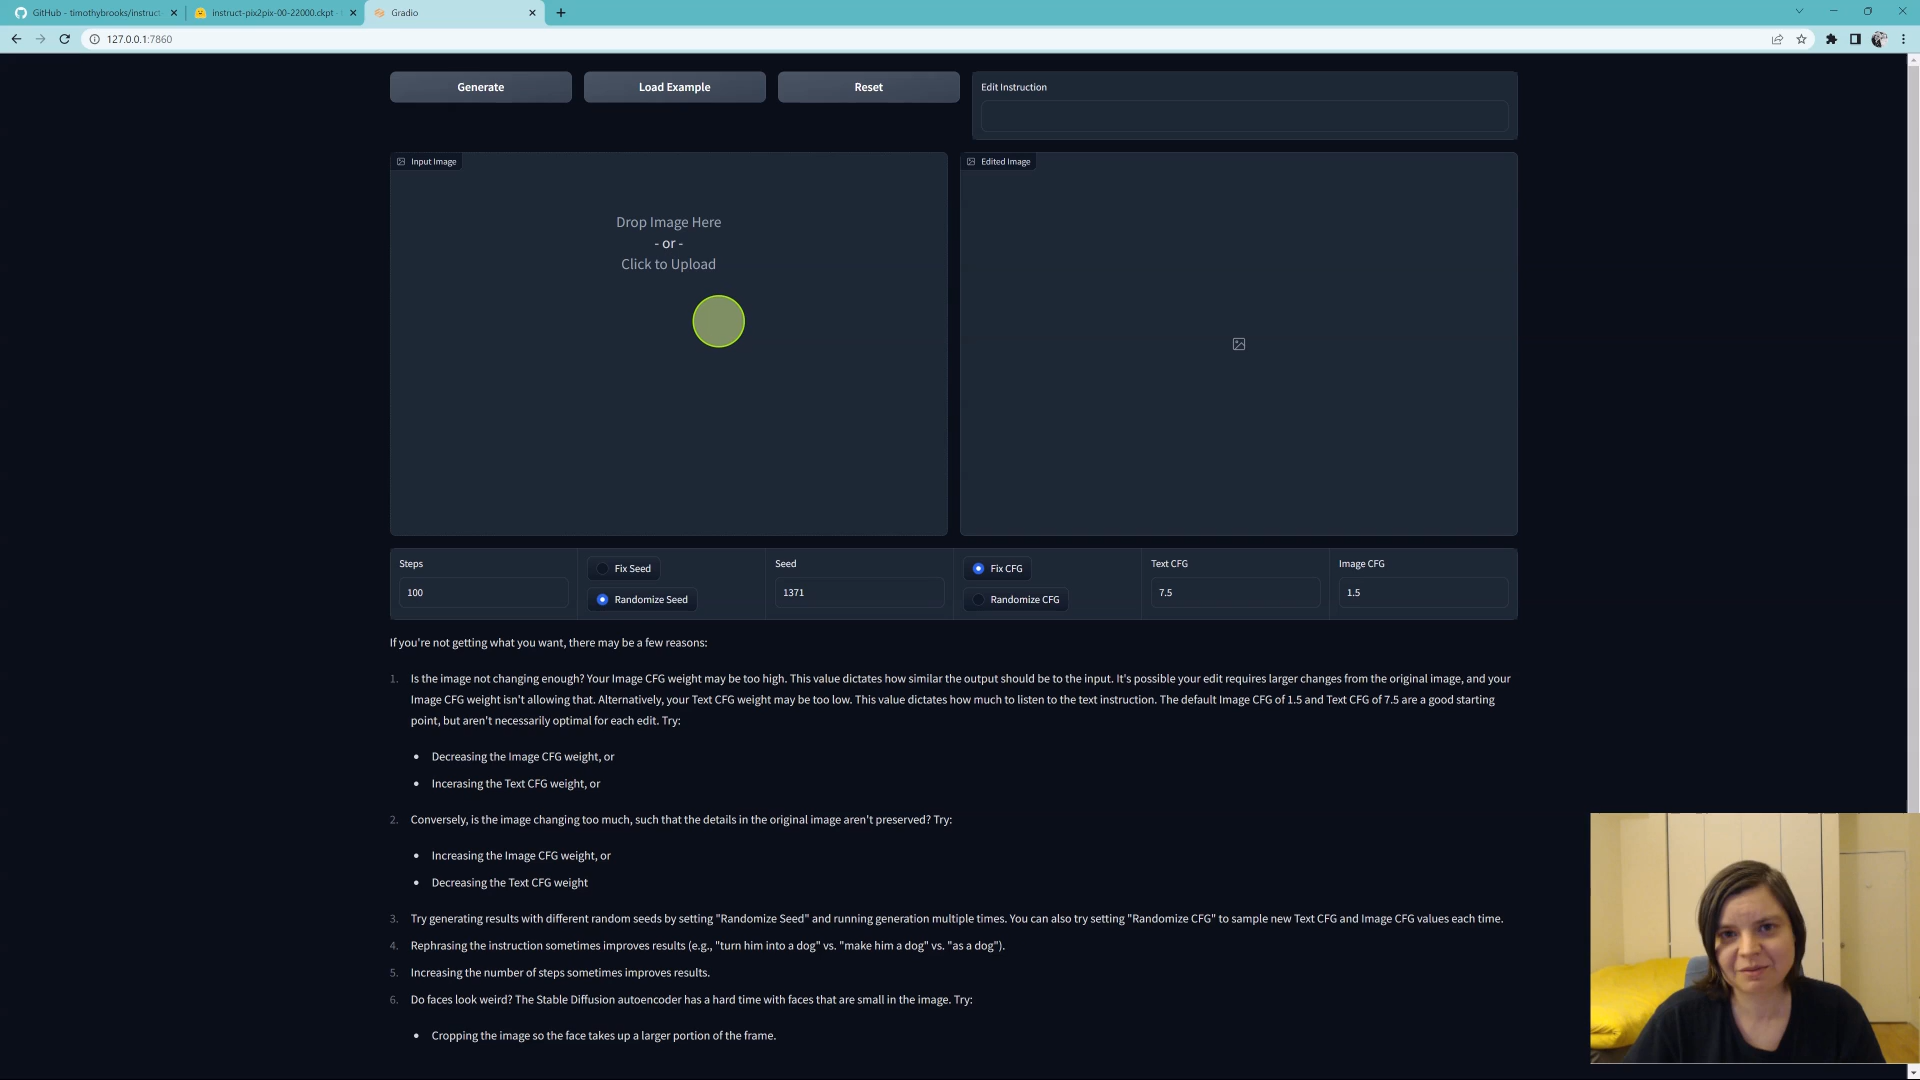 GitHub - timothybrooks/instruct
instruct-pix2pix-00-22000.ckpt -
Gradio
127.0.0.1:7860
Generate
Load Example
Reset
Edit Instruction
Input Image
Edited Image
Drop Image Here
- or -
Click to Upload
Steps
100
Fix Seed
Randomize Seed
Seed
1371
Fix CFG
Randomize CFG
Text CFG
7.5
Image CFG
1.5
If you're not getting what you want, there may be a few reasons:
1. Is the image not changing enough? Your Image CFG weight may be too high. This value dictates how similar the output should be to the input. It's possible your edit requires larger changes from the original image, and your
Image CFG weight isn't allowing that. Alternatively, your Text CFG weight may be too low. This value dictates how much to listen to the text instruction. The default Image CFG of 1.5 and Text CFG of 7.5 are a good starting
point, but aren't necessarily optimal for each edit. Try:
• Decreasing the Image CFG weight, or
• Incerasing the Text CFG weight, or
2. Conversely, is the image changing too much, such that the details in the original image aren't preserved? Try:
• Increasing the Image CFG weight, or
• Decreasing the Text CFG weight
3. Try generating results with different random seeds by setting "Randomize Seed" and running generation multiple times. You can also try setting "Randomize CFG" to sample new Text CFG and Image CFG values each time.
4. Rephrasing the instruction sometimes improves results (e.g., "turn him into a dog" vs. "make him a dog" vs. "as a dog").
5. Increasing the number of steps sometimes improves results.
6. Do faces look weird? The Stable Diffusion autoencoder has a hard time with faces that are small in the image. Try:
• Cropping the image so the face takes up a larger portion of the frame.